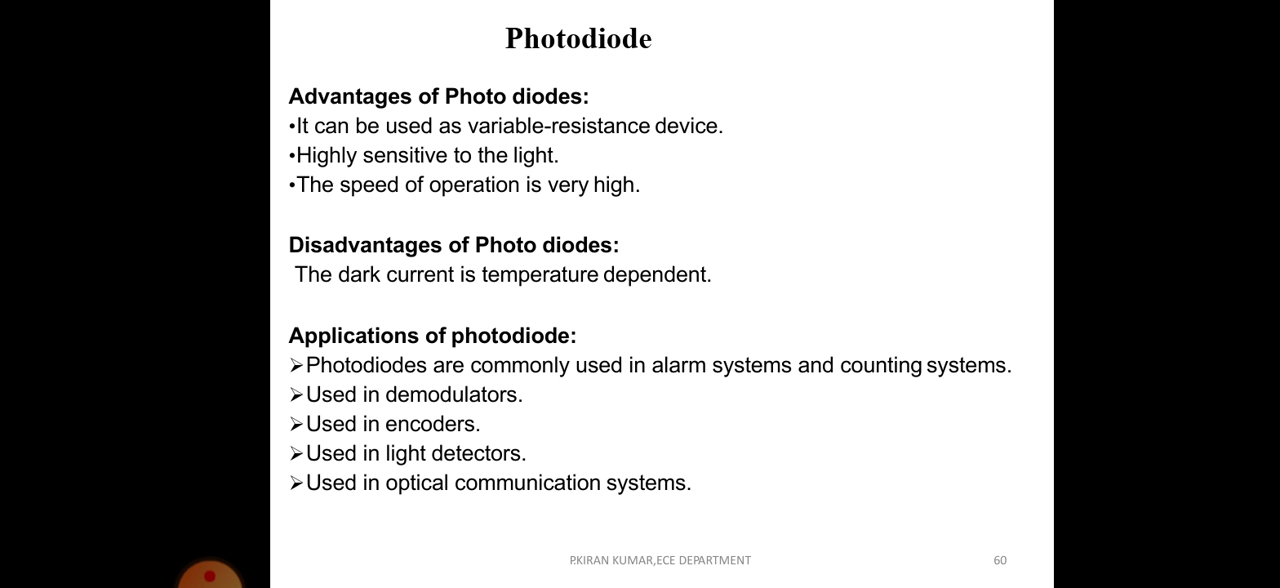 Photodiode
Advantages of Photo diodes:
•It can be used as variable-resistance device.
•Highly sensitive to the light.
•The speed of operation is very high.
Disadvantages of Photo diodes:
The dark current is temperature dependent.
Applications of photodiode:
➢Photodiodes are commonly used in alarm systems and counting systems.
➢Used in demodulators.
➢Used in encoders.
➢Used in light detectors.
➢Used in optical communication systems.
P.KIRAN KUMAR,ECE DEPARTMENT
60